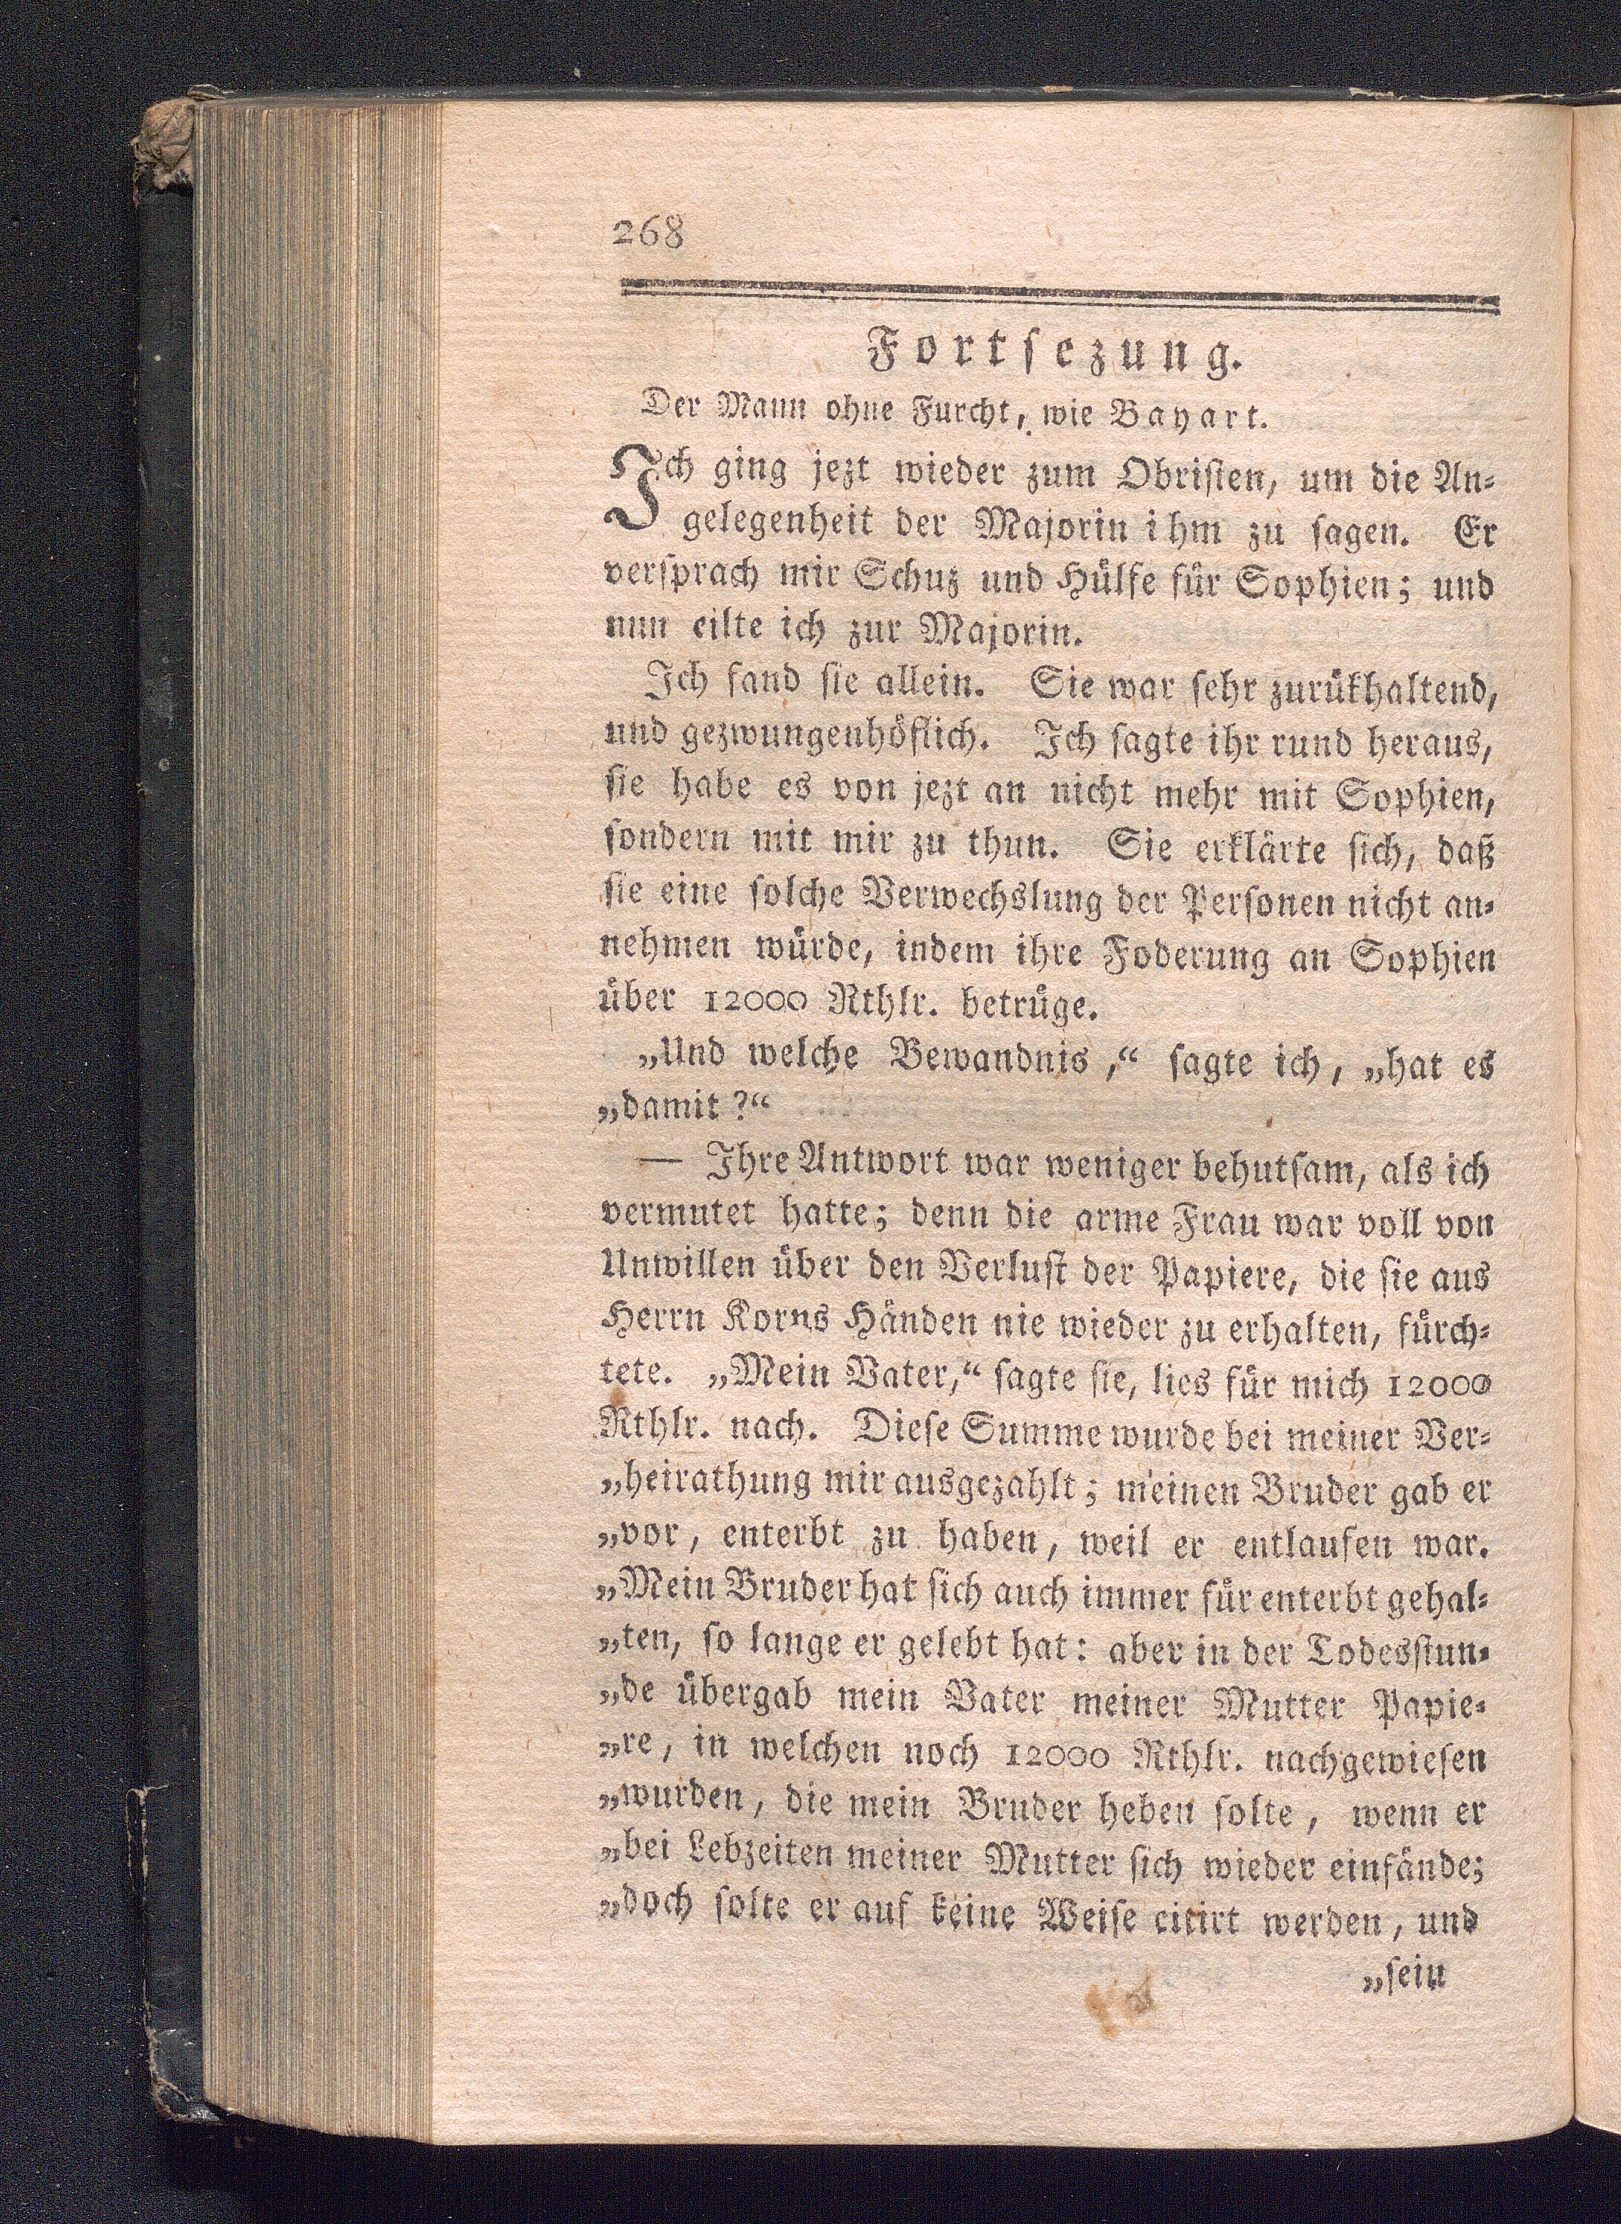 268
Fortsezung.
Der Mann ohne Furcht, wie Bayart.
Ich ging jezt wieder zum Obristen, um die An-
gelegenheit der Majorin ihm zu sagen. Er
versprach mir Schuz und Hülfe für Sophien; und
nun eilte ich zur Majorin.
Ich fand sie allein. Sie war sehr zurükhaltend,
und gezwungenhöflich. Ich sagte ihr rund heraus,
sie habe es von jezt an nicht mehr mit Sophien,
sondern mit mir zu thun. Sie erklärte sich, daß
sie eine solche Verwechslung der Personen nicht an-
nehmen würde, indem ihre Foderung an Sophien
über 12000 Rthlr. betrüge.
„Und welche Bewandnis,“ sagte ich, „hat es
„damit?“
— Ihre Antwort war weniger behutsam, als ich
vermutet hatte; denn die arme Frau war voll von
Unwillen über den Verlust der Papiere, die sie aus
Herrn Korns Händen nie wieder zu erhalten, fürch-
tete. „Mein Vater,“ sagte sie, lies für mich 12000
Rthlr. nach. Diese Summe wurde bei meiner Ver-
„heirathung mir ausgezahlt; meinen Bruder gab er
„vor, enterbt zu haben, weil er entlaufen war.
„Mein Bruder hat sich auch immer für enterbt gehal-
„ten, so lange er gelebt hat: aber in der Todesstun-
„de übergab mein Vater meiner Mutter Papie-
„re, in welchen noch 12000 Rthlr. nachgewiesen
„wurden, die mein Bruder heben solte, wenn er
„bei Lebzeiten meiner Mutter sich wieder einfände;
„doch solte er auf keine Weise citirt werden, und
„sein